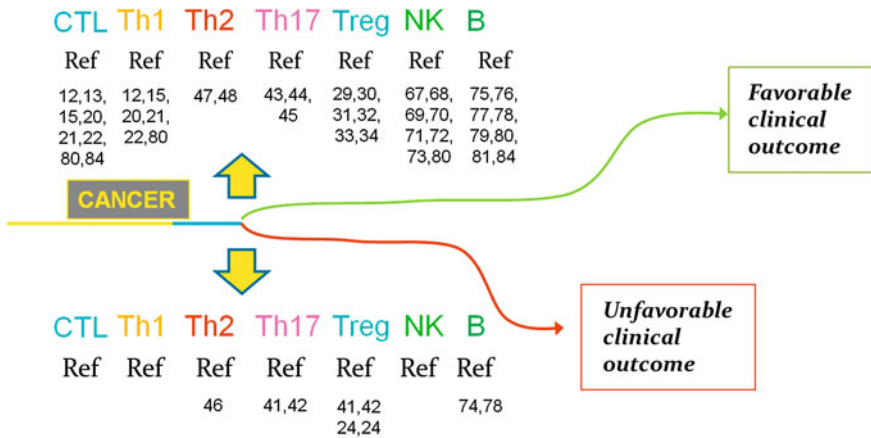 CTL Th1 Th2 Th17 Treg NK B
Ref Ref Ref Ref Ref Ref Ref
12,13, 12,15, 47,48 43,44, 29,30, 67,68, 75,76,
15,20, 20,21, 45 31,32, 69,70, 77,78,
21,22, 22,80 33,34 71,72, 79,80,
80,84 73,80 81,84
Favorable
clinical
outcome
CANCER
Unfavorable
clinical
outcome
CTL Th1 Th2 Th17 Treg NK B
Ref Ref Ref Ref Ref Ref Ref
46 41,42 41,42 74,78
24,24